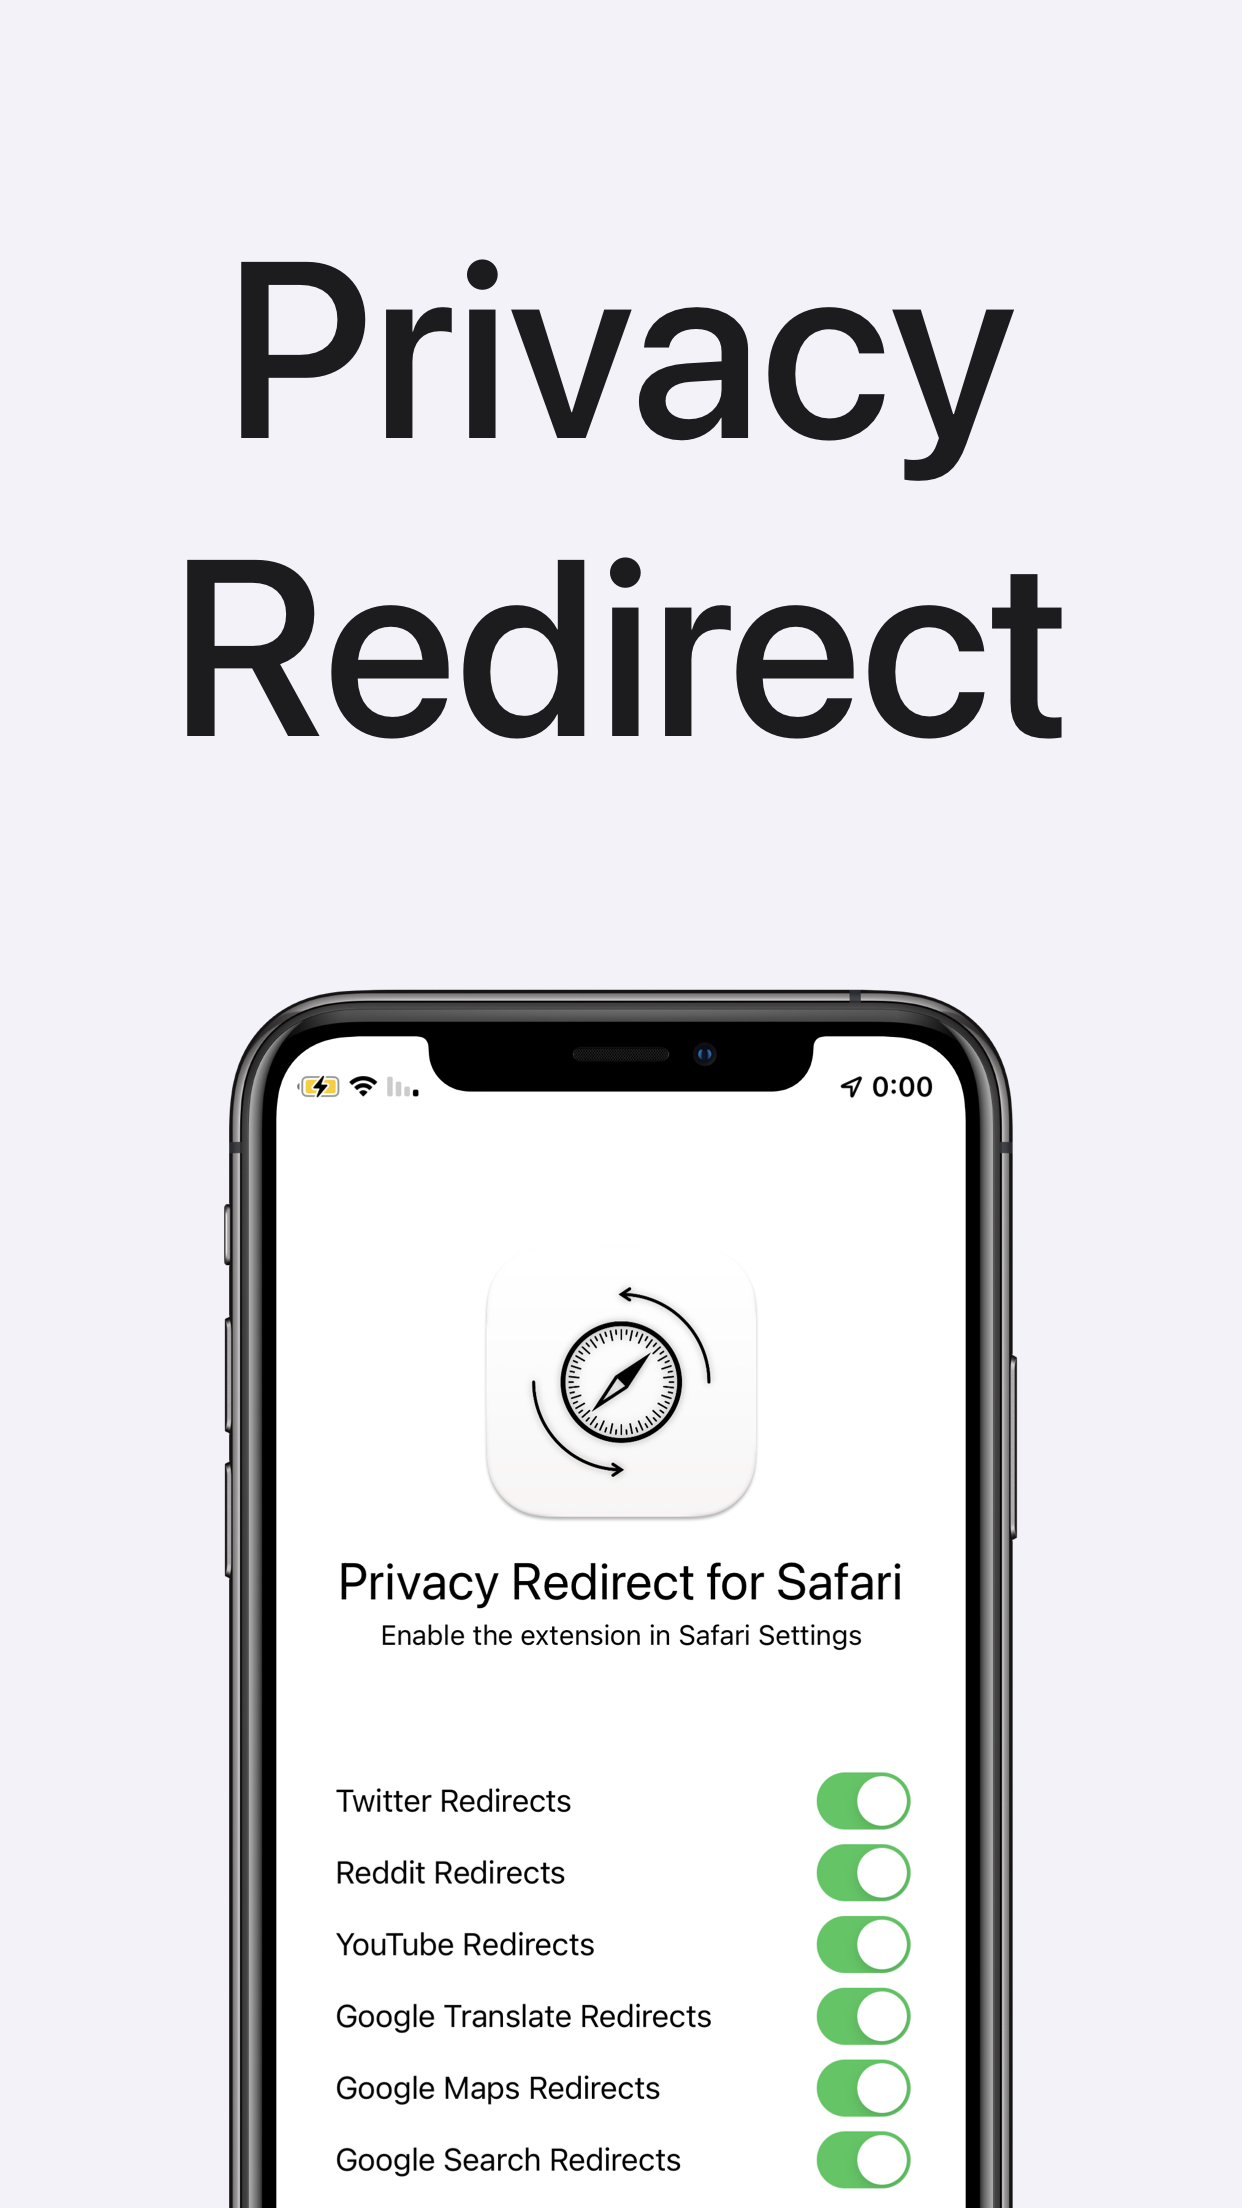 Privacy
Redirect
0:00
Privacy Redirect for Safari
Enable the extension in Safari Settings
Twitter Redirects
Reddit Redirects
YouTube Redirects
Google Translate Redirects
Google Maps Redirects
Google Search Redirects